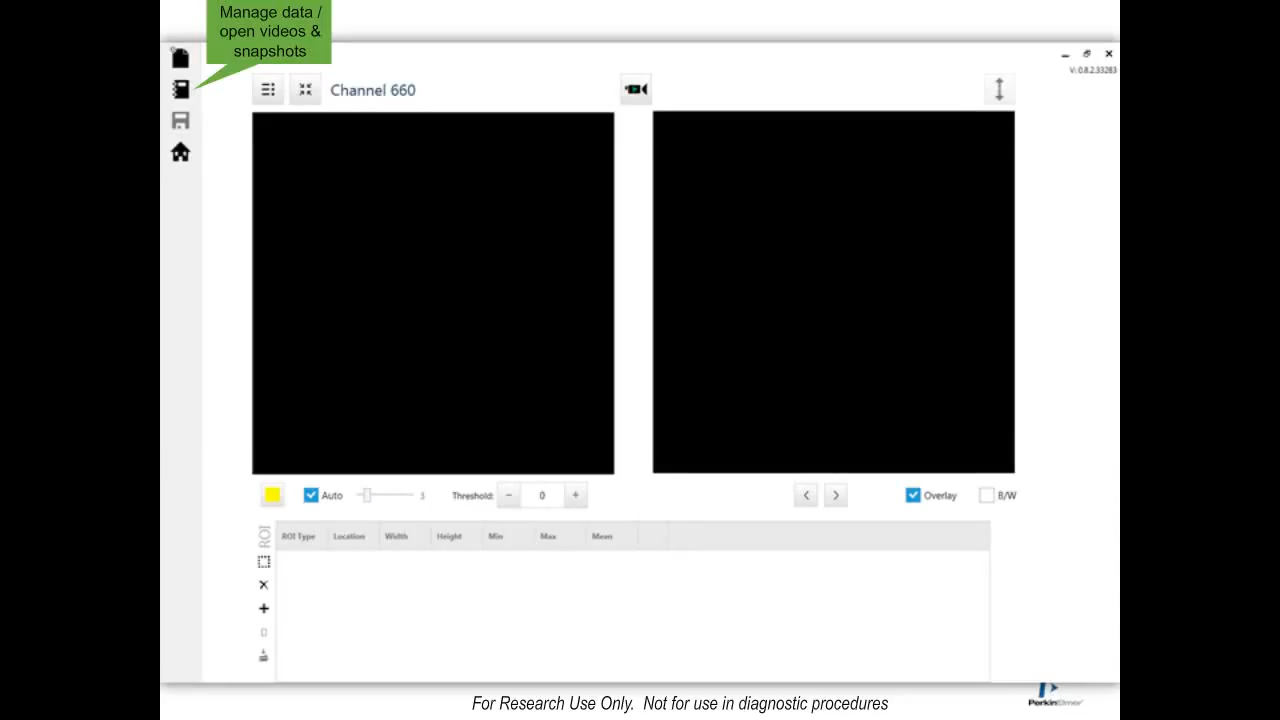 Manage data /
open videos &
snapshots
V: 0.8.2.33283
Channel 660
Auto 3 Threshold: − 0 + Overlay B/W
ROI
ROI Type Location Width Height Min Max Mean
For Research Use Only. Not for use in diagnostic procedures
PerkinElmer